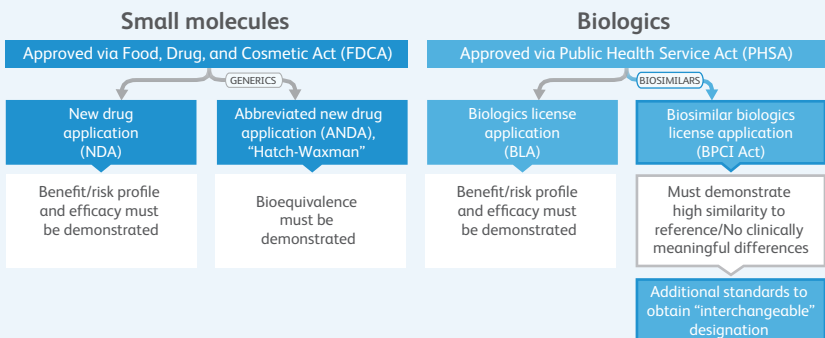 Small molecules
Approved via Food, Drug, and Cosmetic Act (FDCA)
GENERICS
New drug
application
(NDA)
Benefit/risk profile
and efficacy must
be demonstrated
Abbreviated new drug
application (ANDA),
“Hatch-Waxman”
Bioequivalence
must be
demonstrated
Biologics
Approved via Public Health Service Act (PHSA)
BIOSIMILARS
Biologics license
application
(BLA)
Benefit/risk profile
and efficacy must
be demonstrated
Biosimilar biologics
license application
(BPCI Act)
Must demonstrate
high similarity to
reference/No clinically
meaningful differences
Additional standards to
obtain “interchangeable”
designation